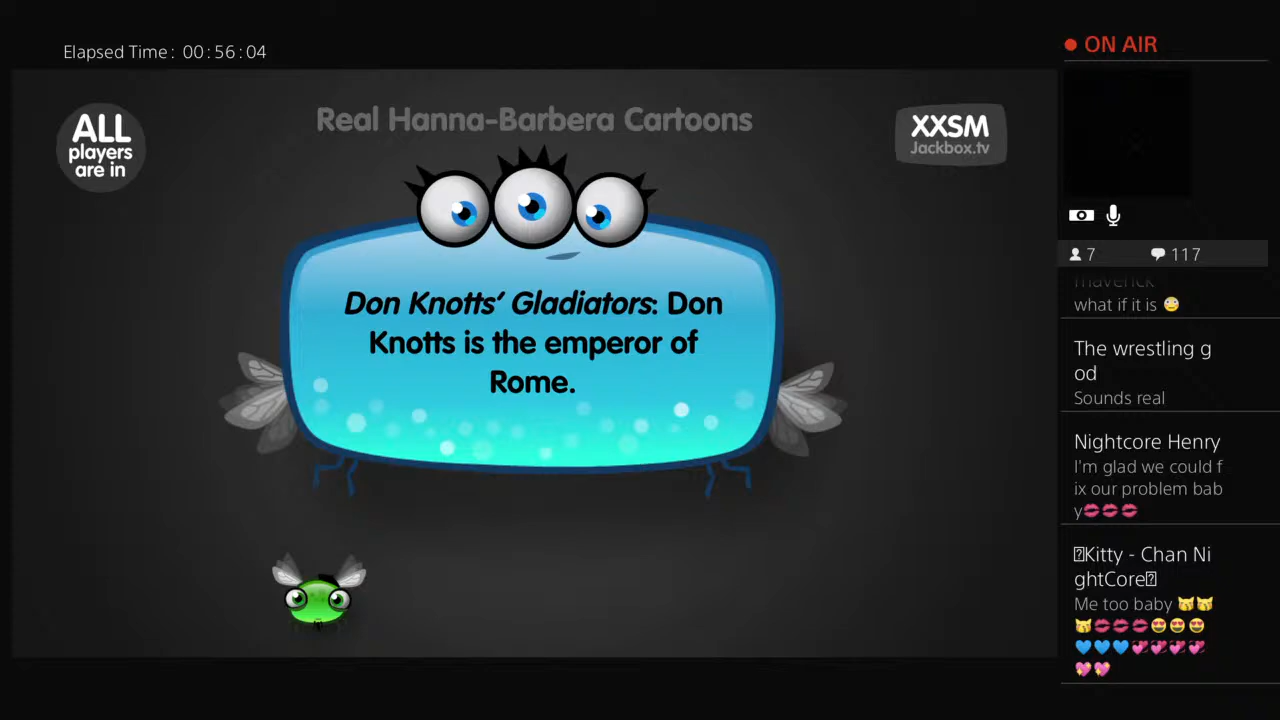 Elapsed Time: 00:56:04
ON AIR
ALL
players
are in
Real Hanna-Barbera Cartoons
XXSM
Jackbox.tv
Don Knotts' Gladiators: Don
Knotts is the emperor of
Rome.
7
117
maverick
what if it is 🙄
The wrestling g
od
Sounds real
Nightcore Henry
I'm glad we could f
ix our problem bab
y💋💋💋
Kitty - Chan Ni
ghtCore
Me too baby 😽😽
😽💋💋💋😍😍😍
💙💙💙💞💞💞💞
💖💖